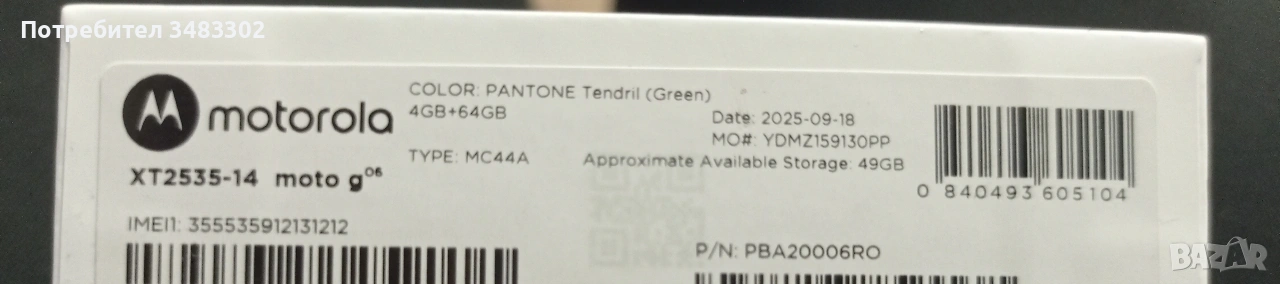 Потребител 3483302
motorola
COLOR: PANTONE Tendril (Green)
4GB+64GB
Date: 2025-09-18
MO#: YDMZ159130PP
TYPE: MC44A
Approximate Available Storage: 49GB
XT2535-14 moto g06
0 840493 605104
IMEI1: 355535912131212
P/N: PBA20006RO
BAZAR